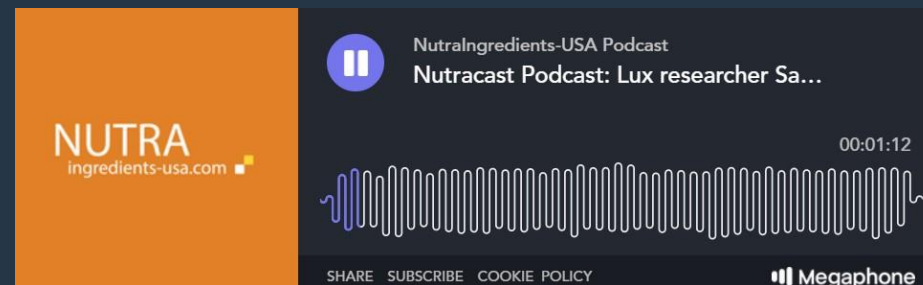 NUTRA
ingredients-usa.com
NutraIngredients-USA Podcast
Nutracast Podcast: Lux researcher Sa...
00:01:12
SHARE SUBSCRIBE COOKIE POLICY
Megaphone